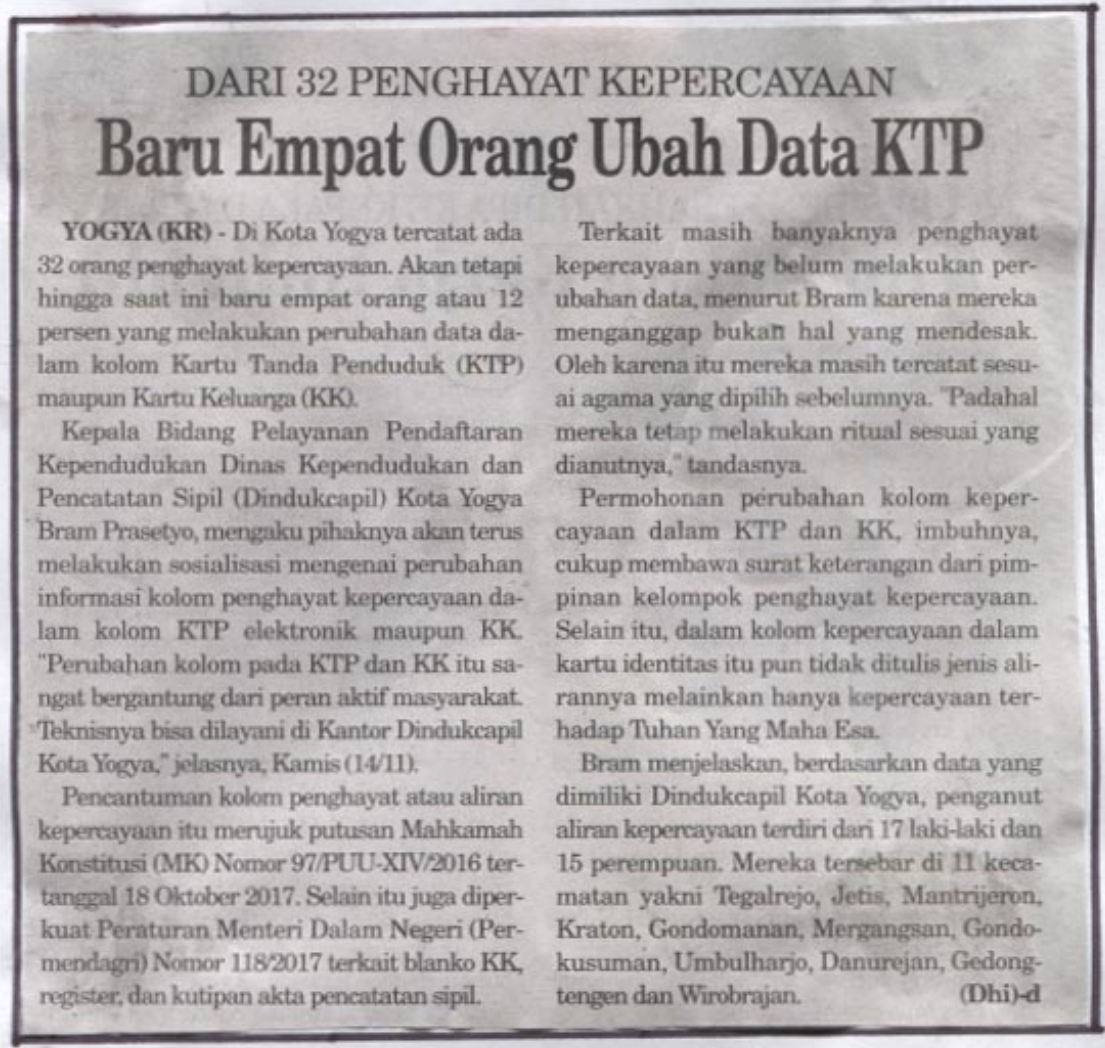 DARI 32 PENGHAYAT KEPERCAYAAN
Baru Empat Orang Ubah Data KTP
YOGYA (KR) - Di Kota Yogya tercatat ada
32 orang penghayat kepercayaan. Akan tetapi
hingga saat ini baru empat orang atau 12
persen yang melakukan perubahan data da-
lam kolom Kartu Tanda Penduduk (KTP)
maupun Kartu Keluarga (KK).
Kepala Bidang Pelayanan Pendaftaran
Kependudukan Dinas Kependudukan dan
Pencatatan Sipil (Dindukcapil) Kota Yogya
Bram Prasetyo, mengaku pihaknya akan terus
melakukan sosialisasi mengenai perubahan
informasi kolom penghayat kepercayaan da-
lam kolom KTP elektronik maupun KK.
"Perubahan kolom pada KTP dan KK itu sa-
ngat bergantung dari peran aktif masyarakat.
Teknisnya bisa dilayani di Kantor Dindukcapil
Kota Yogya," jelasnya, Kamis (14/11).
Pencantuman kolom penghayat atau aliran
kepercayaan itu merujuk putusan Mahkamah
Konstitusi (MK) Nomor 97/PUU-XIV/2016 ter-
tanggal 18 Oktober 2017. Selain itu juga diper-
kuat Peraturan Menteri Dalam Negeri (Per-
mendagri) Nomor 118/2017 terkait blanko KK,
register, dan kutipan akta pencatatan sipil.
Terkait masih banyaknya penghayat
kepercayaan yang belum melakukan per-
ubahan data, menurut Bram karena mereka
menganggap bukan hal yang mendesak.
Oleh karena itu mereka masih tercatat sesu-
ai agama yang dipilih sebelumnya. "Padahal
mereka tetap melakukan ritual sesuai yang
dianutnya," tandasnya.
Permohonan perubahan kolom keper-
cayaan dalam KTP dan KK, imbuhnya,
cukup membawa surat keterangan dari pim-
pinan kelompok penghayat kepercayaan.
Selain itu, dalam kolom kepercayaan dalam
kartu identitas itu pun tidak ditulis jenis ali-
rannya melainkan hanya kepercayaan ter-
hadap Tuhan Yang Maha Esa.
Bram menjelaskan, berdasarkan data yang
dimiliki Dindukcapil Kota Yogya, penganut
aliran kepercayaan terdiri dari 17 laki-laki dan
15 perempuan. Mereka tersebar di 11 keca-
matan yakni Tegalrejo, Jetis, Mantrijeron,
Kraton, Gondomanan, Mergangsan, Gondo-
kusuman, Umbulharjo, Danurejan, Gedong-
tengen dan Wirobrajan. (Dhi)-d